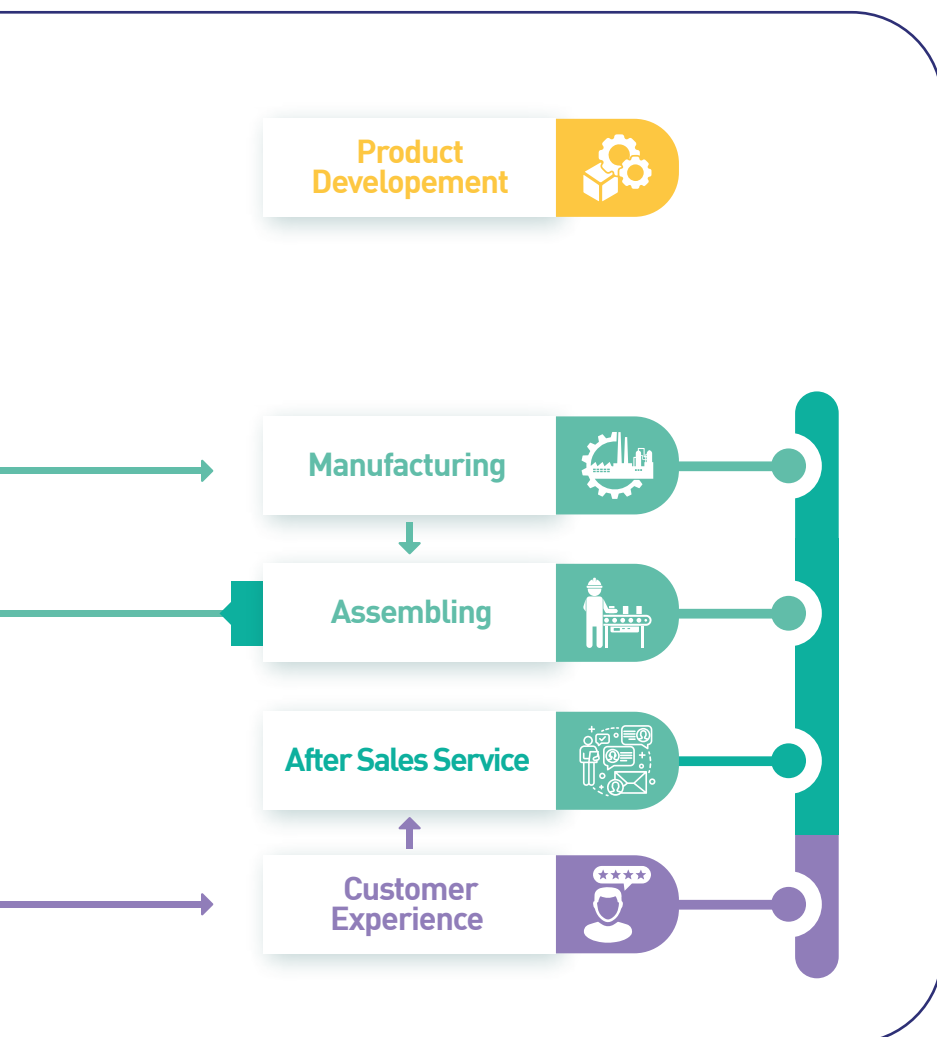 Product
Developement
Manufacturing
Assembling
After Sales Service
Customer
Experience